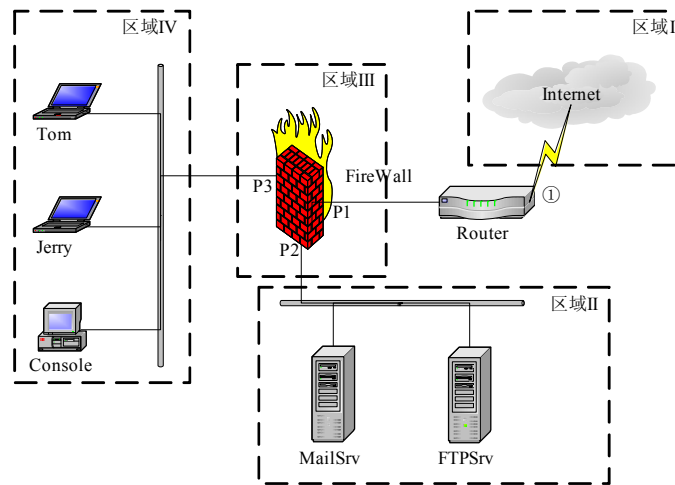 区域IV
区域I
区域III
Internet
Tom
FireWall
P3
P1
①
Router
Jerry
P2
区域II
Console
MailSrv
FTPSrv